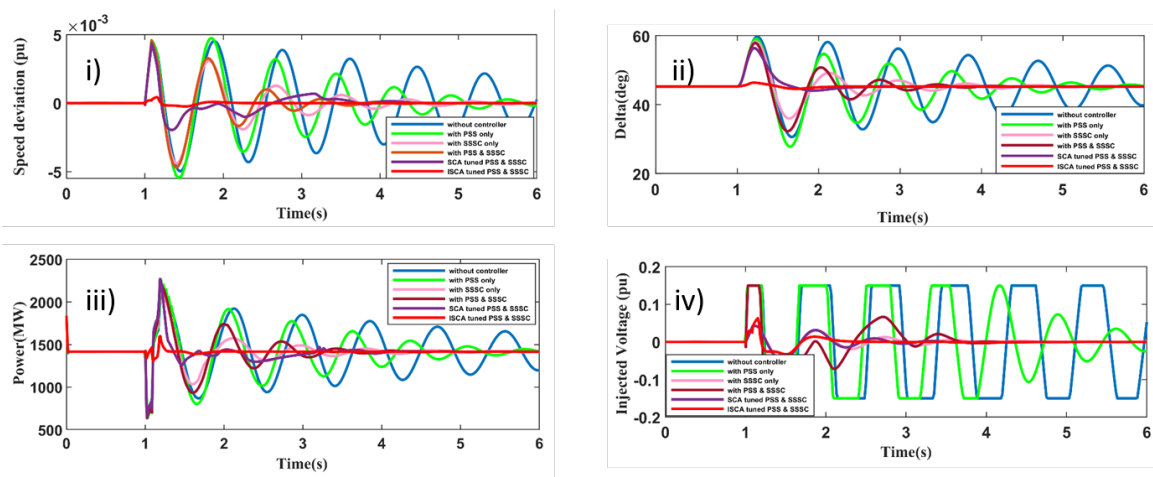 ×10⁻³
5
0
-5
Speed deviation (pu)
i)
without controller
with PSS only
with SSSC only
with PSS & SSSC
SCA tuned PSS & SSSC
ISCA tuned PSS & SSSC
0 1 2 3 4 5 6
Time(s)
60
40
20
Delta(deg)
ii)
without controller
with PSS only
with SSSC only
with PSS & SSSC
SCA tuned PSS & SSSC
ISCA tuned PSS & SSSC
0 1 2 3 4 5 6
Time(s)
2500
2000
1500
1000
500
Power(MW)
iii)
without controller
with PSS only
with SSSC only
with PSS & SSSC
SCA tuned PSS & SSSC
ISCA tuned PSS & SSSC
0 1 2 3 4 5 6
Time(s)
0.2
0.1
0
-0.1
-0.2
Injected Voltage (pu)
iv)
without controller
with PSS only
with SSSC only
with PSS & SSSC
SCA tuned PSS & SSSC
ISCA tuned PSS & SSSC
0 1 2 3 4 5 6
Time(s)